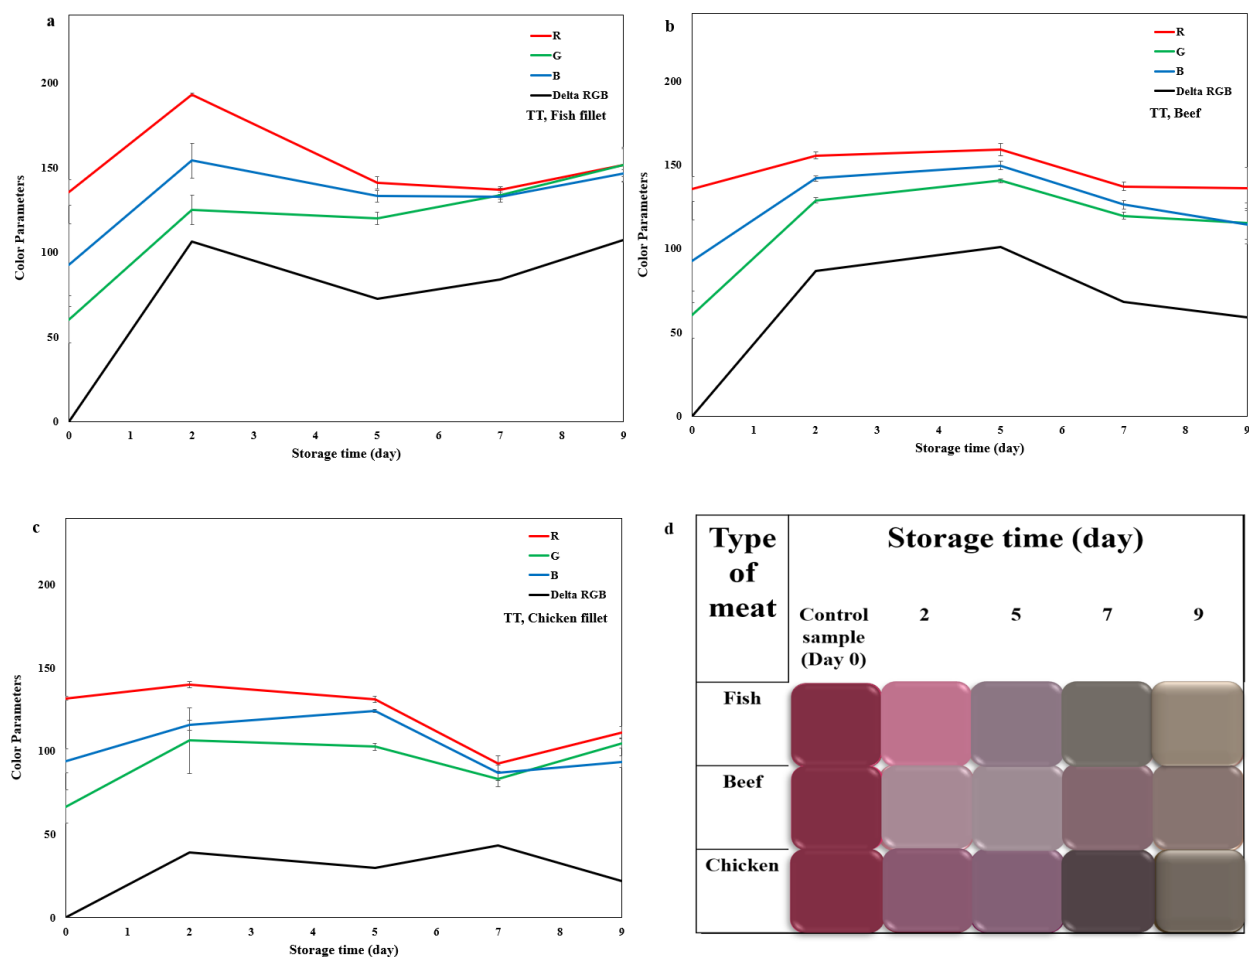 a
R
G
B
Delta RGB
TT, Fish fillet
200
150
100
50
0
Color Parameters
0 1 2 3 4 5 6 7 8 9
Storage time (day)
b
R
G
B
Delta RGB
TT, Beef
200
150
100
50
0
Color Parameters
0 1 2 3 4 5 6 7 8 9
Storage time (day)
c
R
G
B
Delta RGB
TT, Chicken fillet
200
150
100
50
0
Color Parameters
0 1 2 3 4 5 6 7 8 9
Storage time (day)
d
Type
of
meat
Storage time (day)
Control
sample
(Day 0)
2 5 7 9
Fish
Beef
Chicken